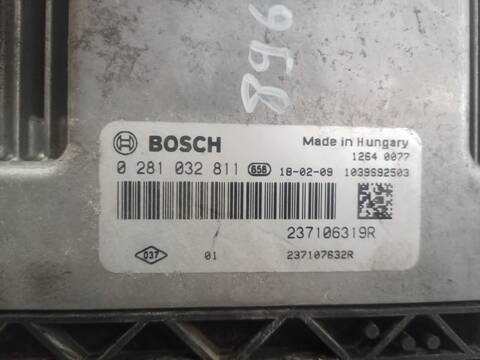 958
BOSCH
Made in Hungary
1264 0077
0 281 032 811 658 18-02-09 1039S92503
237106319R
037 01 237107632R